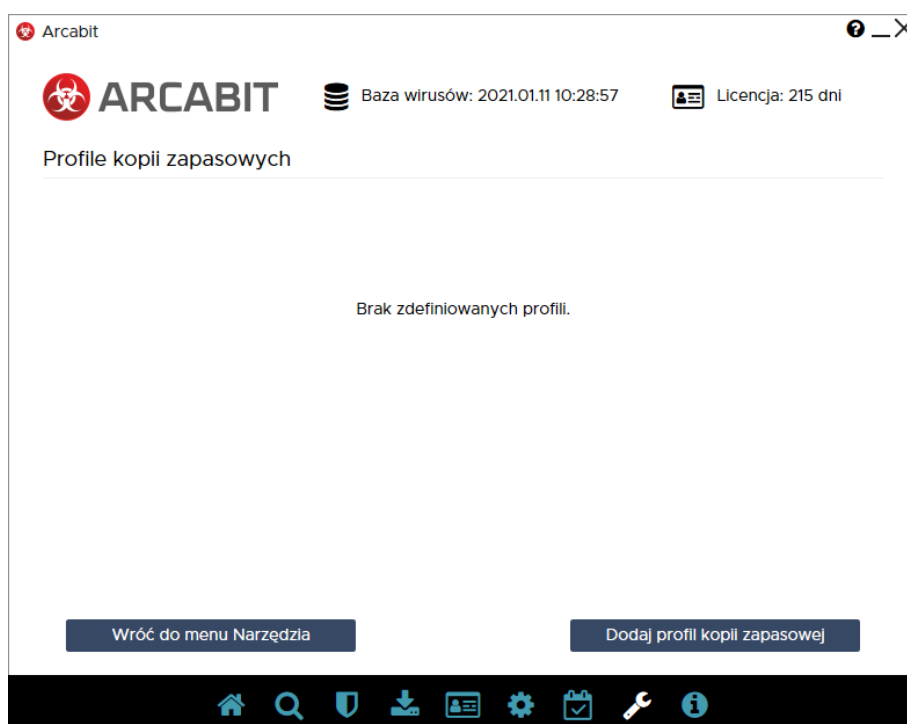 Arcabit
ARCABIT
Baza wirusów: 2021.01.11 10:28:57
Licencja: 215 dni
Profile kopii zapasowych
Brak zdefiniowanych profili.
Wróć do menu Narzędzia
Dodaj profil kopii zapasowej